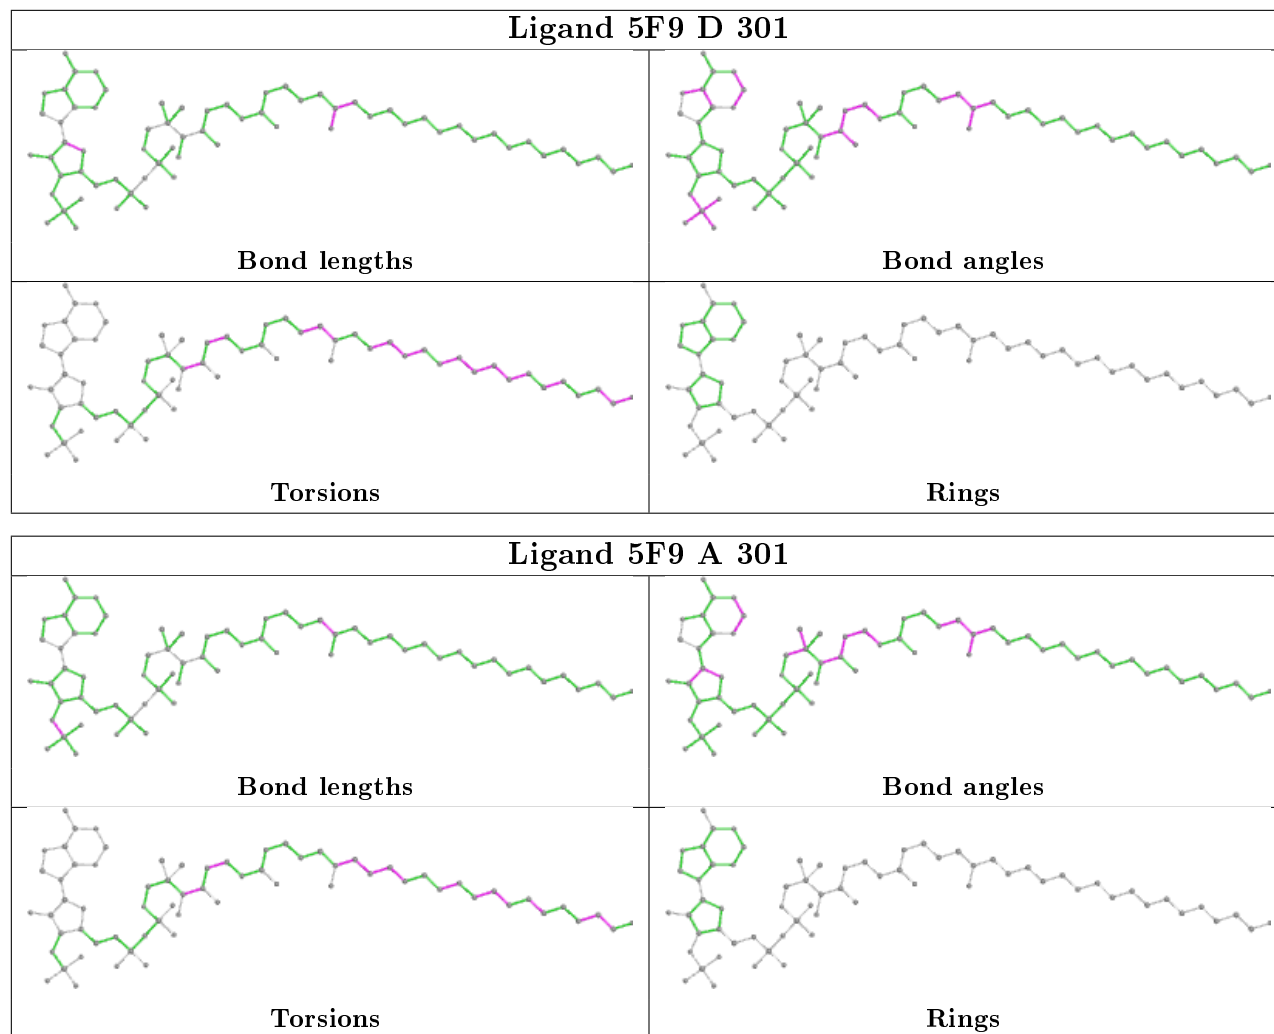 Ligand 5F9 D 301
Bond lengths
Bond angles
Torsions
Rings
Ligand 5F9 A 301
Bond lengths
Bond angles
Torsions
Rings